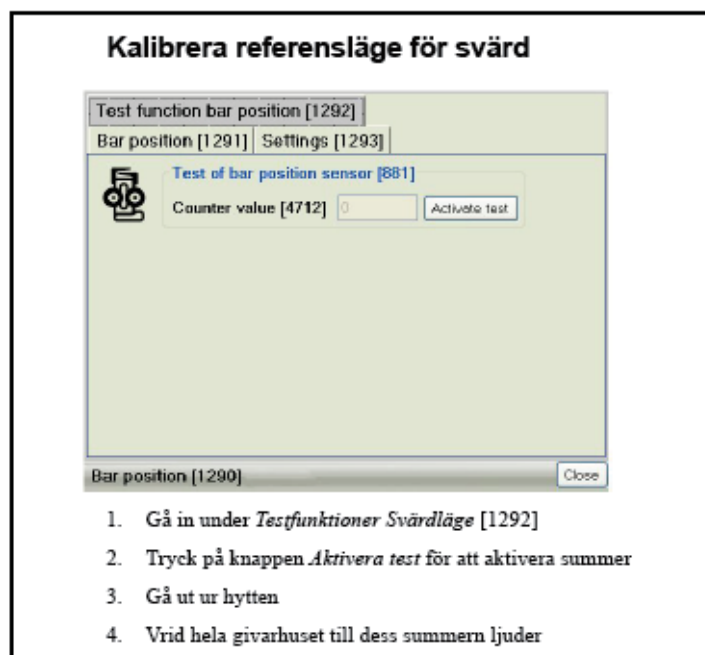 Kalibrera referensläge för svärd
Test function bar position [1292]
Bar position [1291] Settings [1293]
Test of bar position sensor [881]
Counter value [4712] 0 Activate test
Bar position [1290] Close
1. Gå in under Testfunktioner Svärdläge [1292]
2. Tryck på knappen Aktivera test för att aktivera summer
3. Gå ut ur hytten
4. Vrid hela givarhuset till dess summern ljuder